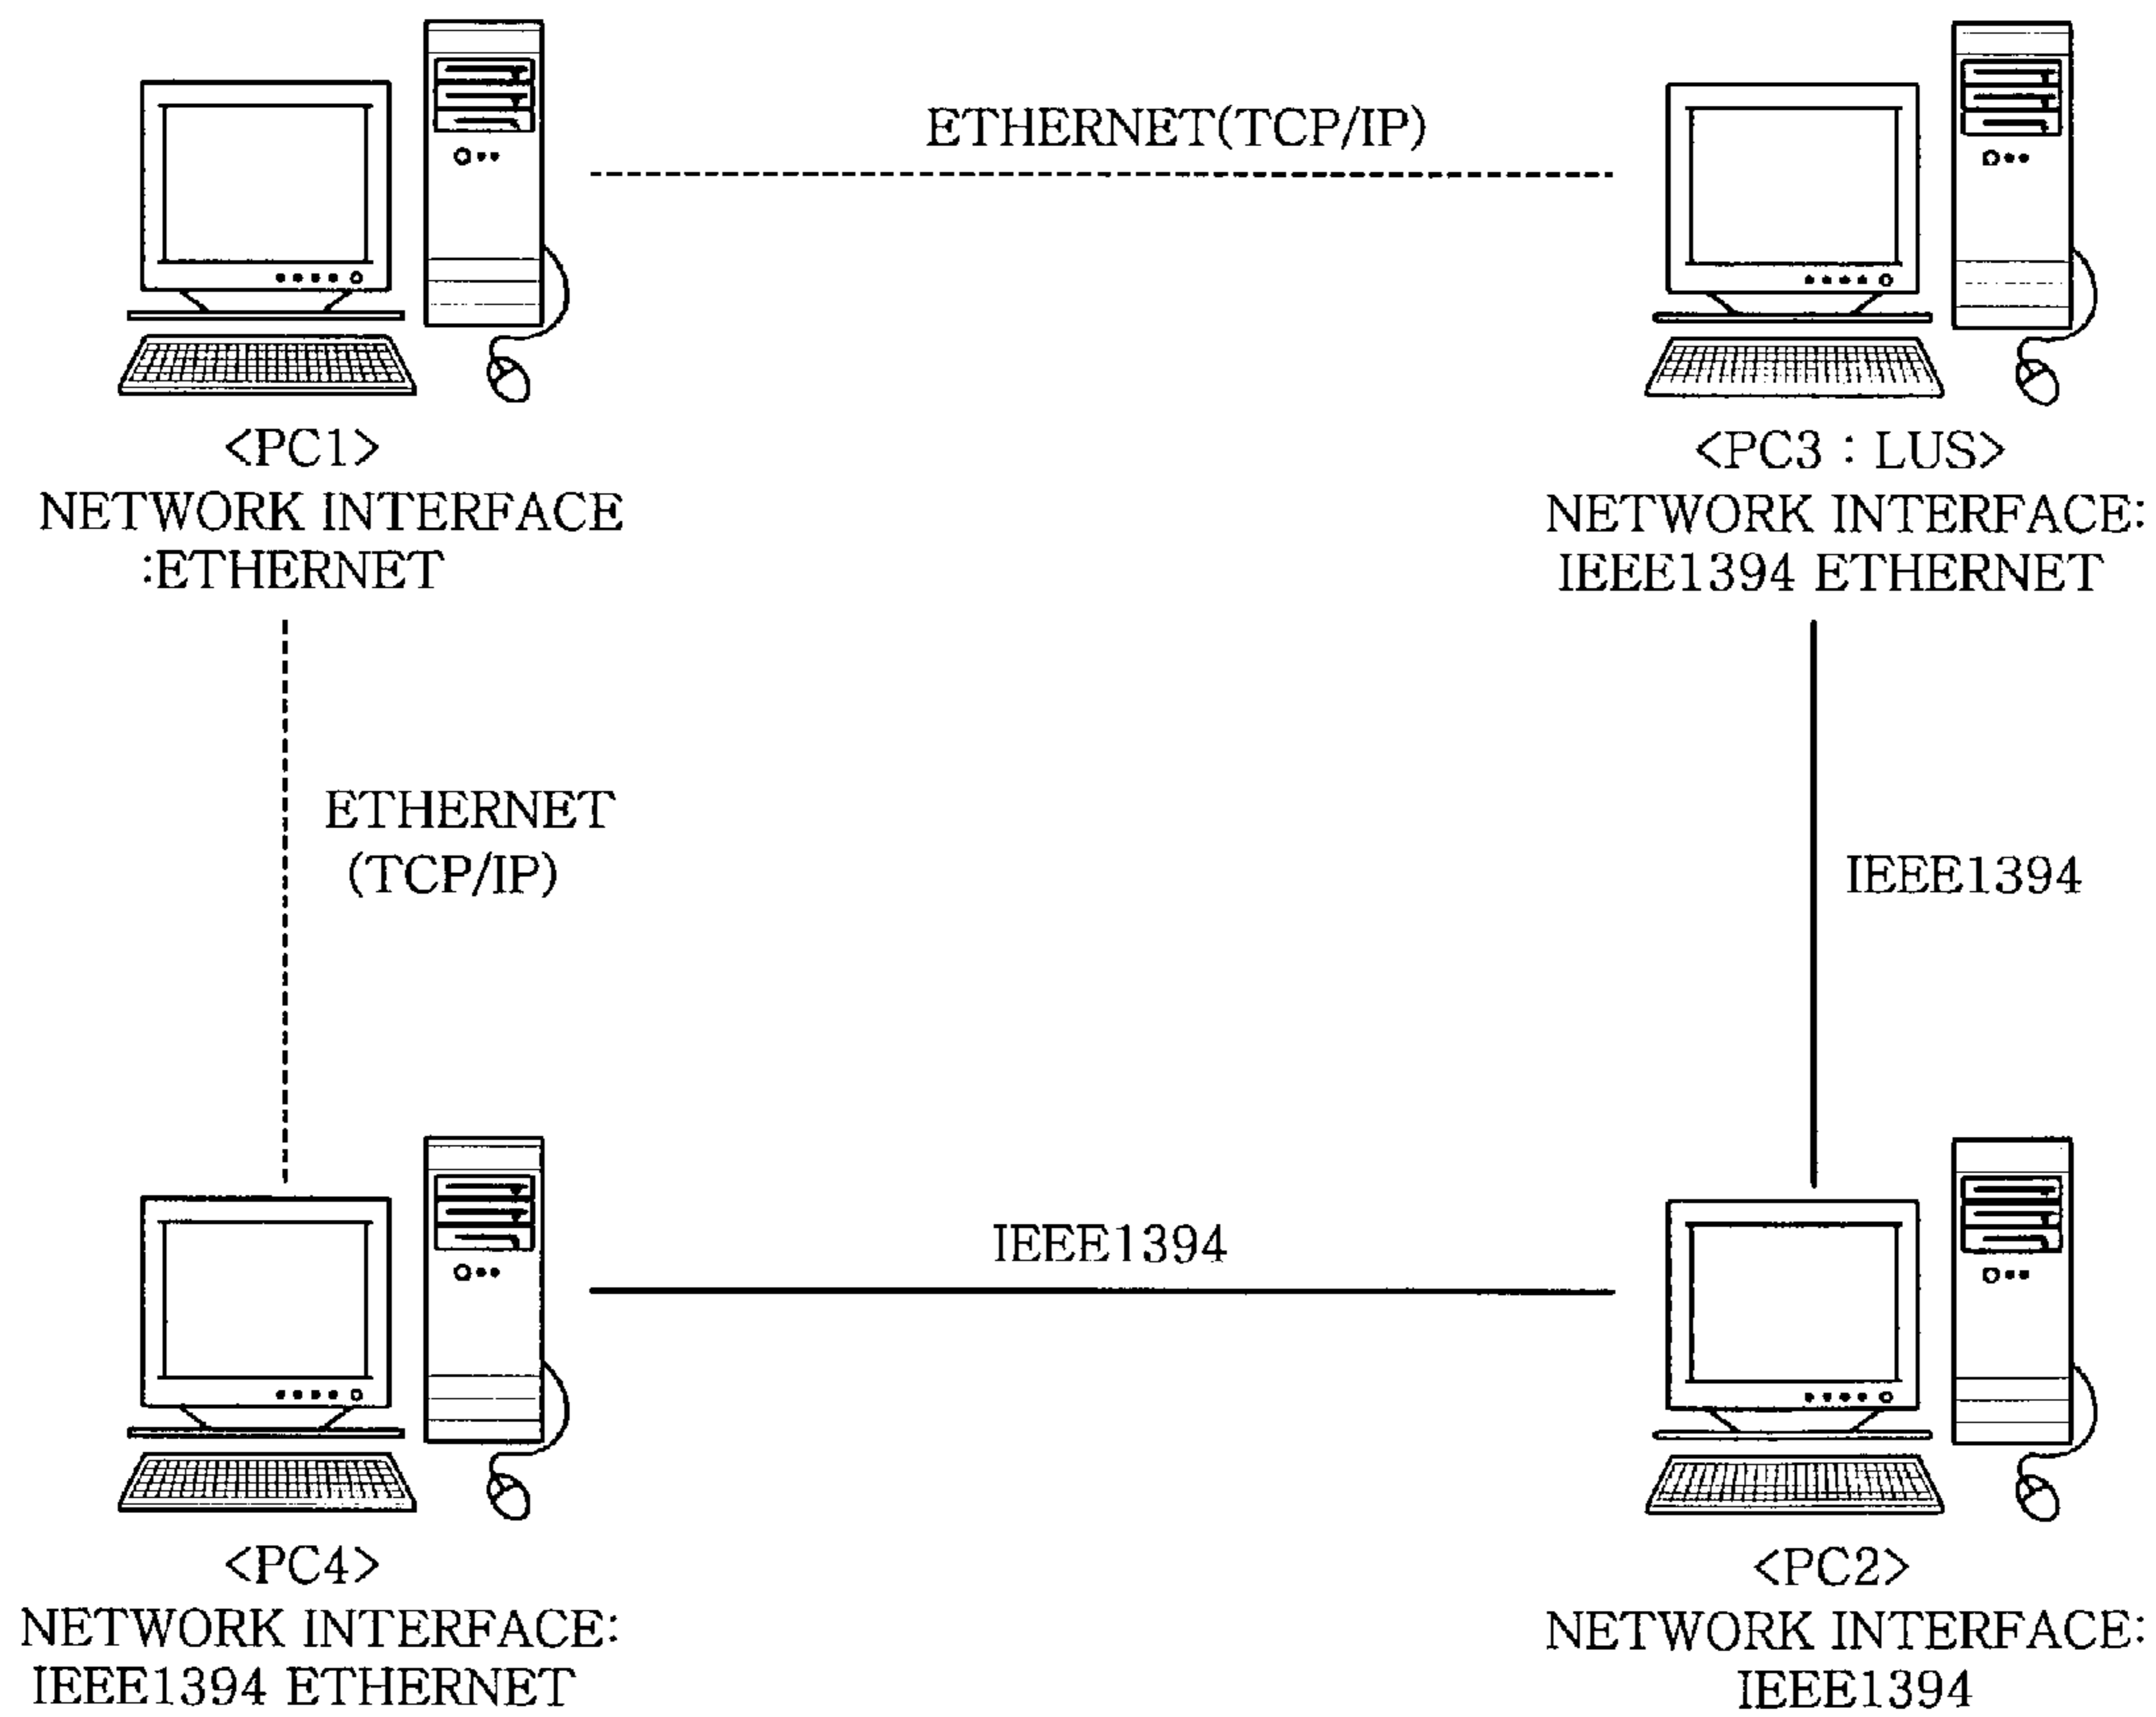 ETHERNET(TCP/IP)
<PC1>
NETWORK INTERFACE
:ETHERNET
<PC3 : LUS>
NETWORK INTERFACE:
IEEE1394 ETHERNET
ETHERNET
(TCP/IP)
IEEE1394
IEEE1394
<PC4>
NETWORK INTERFACE:
IEEE1394 ETHERNET
<PC2>
NETWORK INTERFACE:
IEEE1394